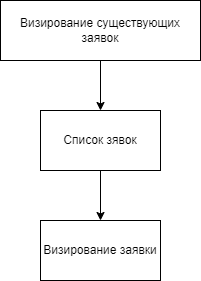 Визирование существующих
заявок
Список зявок
Визирование заявки